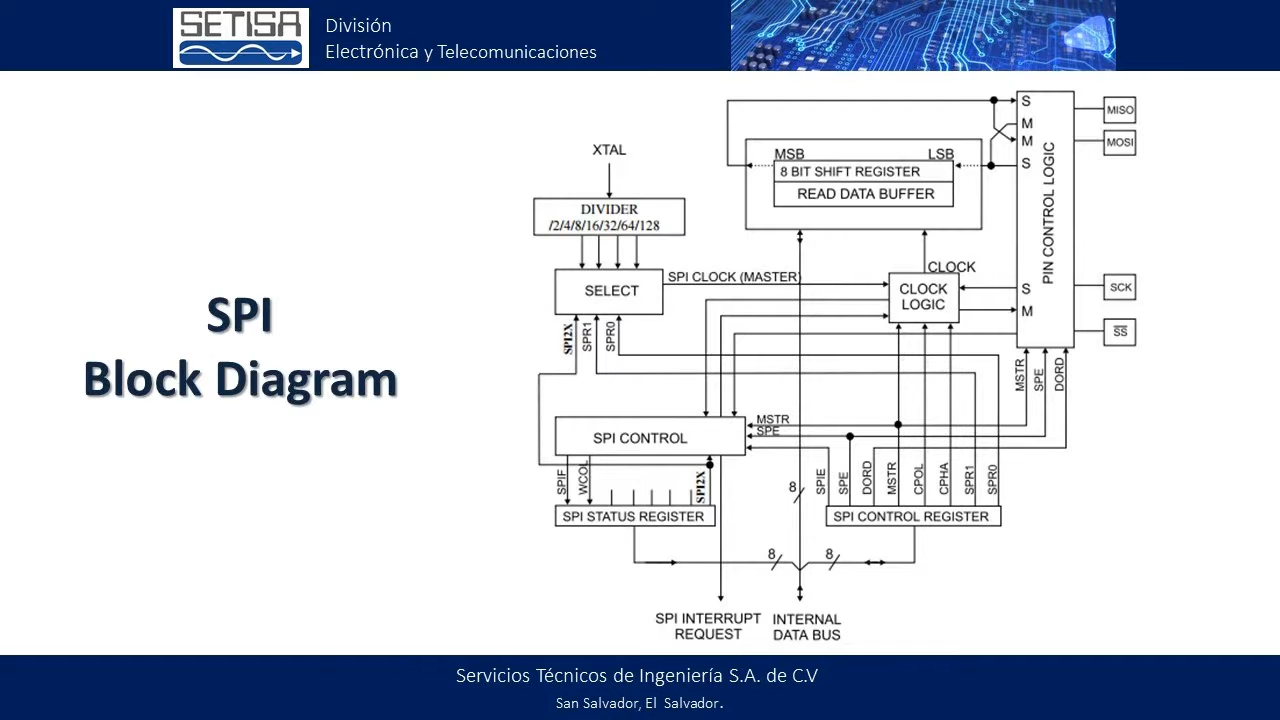 SETISA
División
Electrónica y Telecomunicaciones
SPI
Block Diagram
XTAL
DIVIDER
/2/4/8/16/32/64/128
SELECT
SPI2X
SPR1
SPR0
SPI CLOCK (MASTER)
MSB
LSB
8 BIT SHIFT REGISTER
READ DATA BUFFER
CLOCK
CLOCK
LOGIC
S
M
M
S
S
M
PIN CONTROL LOGIC
MISO
MOSI
SCK
SS
MSTR
SPE
DORD
SPI CONTROL
MSTR
SPE
SPIF
WCOL
SPI2X
SPI STATUS REGISTER
8
SPIE
SPE
DORD
MSTR
CPOL
CPHA
SPR1
SPR0
SPI CONTROL REGISTER
8
8
SPI INTERRUPT
REQUEST
INTERNAL
DATA BUS
Servicios Técnicos de Ingeniería S.A. de C.V
San Salvador, El Salvador.